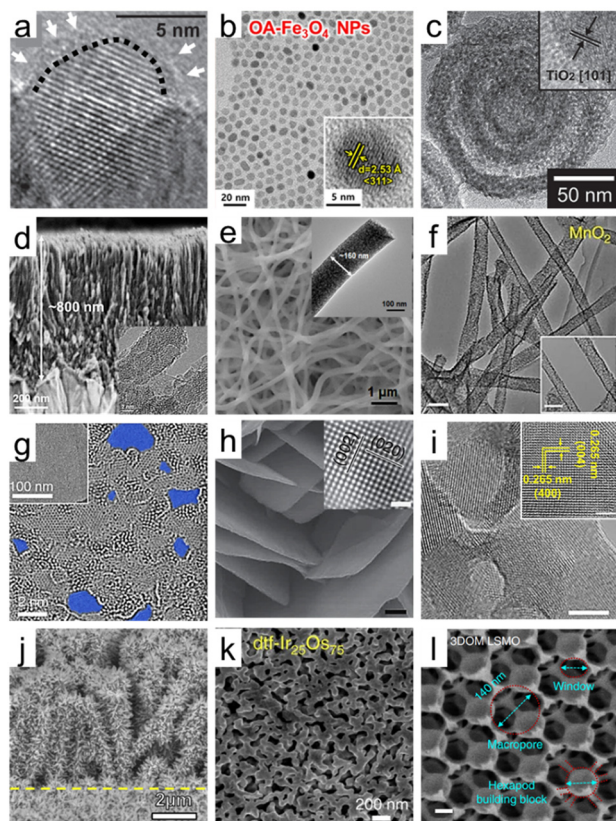 a
5 nm
b
OA-Fe₃O₄ NPs
d=2.53 Å
<311>
20 nm
5 nm
c
TiO₂ [101]
50 nm
d
~800 nm
200 nm
e
~160 nm
100 nm
1 μm
f
MnO₂
g
100 nm
h
(002)
(020)
i
0.265 nm
(004)
0.265 nm
(400)
j
2μm
k
dtf-Ir₂₅Os₇₅
200 nm
l
3DOM LSMO
140 nm
Window
Macropore
Hexapod
building block